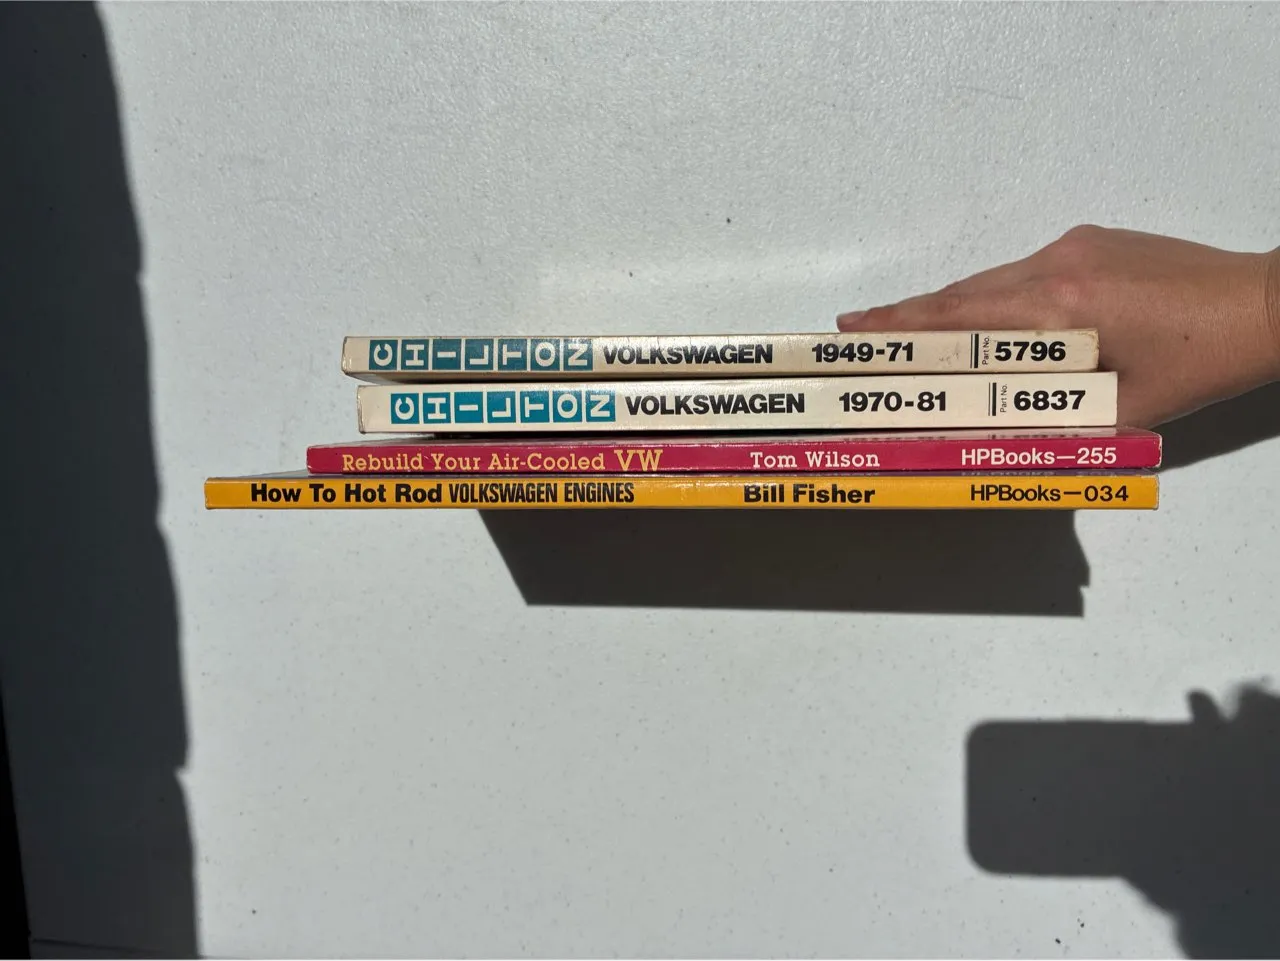 CHILTON VOLKSWAGEN 1949-71 Part No. 5796
CHILTON VOLKSWAGEN 1970-81 Part No. 6837
Rebuild Your Air-Cooled VW Tom Wilson HPBooks—255
How To Hot Rod VOLKSWAGEN ENGINES Bill Fisher HPBooks—034